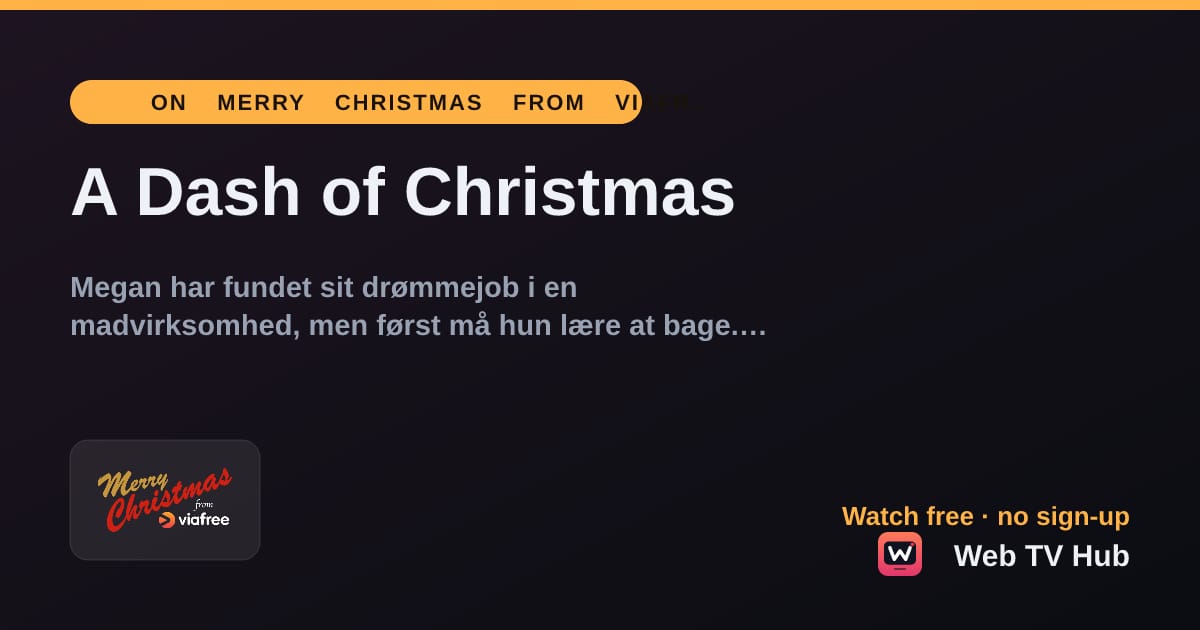 ON MERRY CHRISTMAS FROM
A Dash of Christmas
Megan har fundet sit drømmejob i en
madvirksomhed, men først må hun lære at bage....
Merry
Christmas
from
viafree
Watch free · no sign-up
W
Web TV Hub